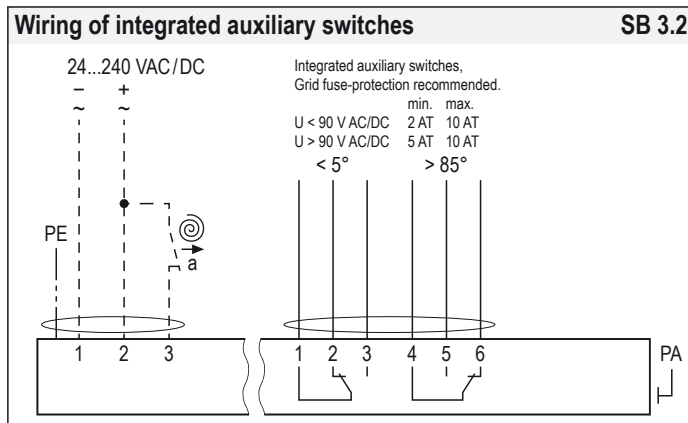 Wiring of integrated auxiliary switches SB 3.2
24...240 VAC/DC
− +
~ ~
Integrated auxiliary switches,
Grid fuse-protection recommended.
min. max.
U < 90 V AC/DC 2 AT 10 AT
U > 90 V AC/DC 5 AT 10 AT
< 5° > 85°
PE
a
1 2 3 1 2 3 4 5 6 PA